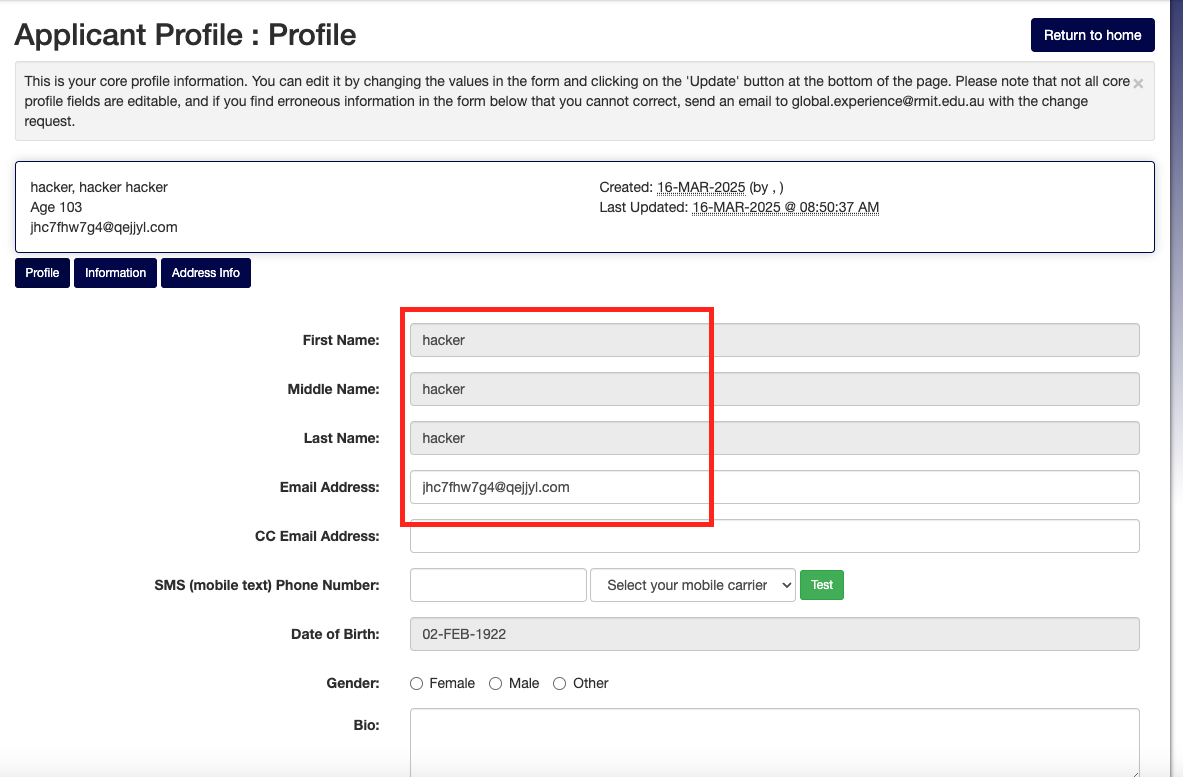 Applicant Profile : Profile
Return to home
This is your core profile information. You can edit it by changing the values in the form and clicking on the 'Update' button at the bottom of the page. Please note that not all core
profile fields are editable, and if you find erroneous information in the form below that you cannot correct, send an email to global.experience@rmit.edu.au with the change
request.
×
hacker, hacker hacker
Age 103
jhc7fhw7g4@qejjyl.com
Created: 16-MAR-2025 (by , )
Last Updated: 16-MAR-2025 @ 08:50:37 AM
Profile Information Address Info
First Name: hacker
Middle Name: hacker
Last Name: hacker
Email Address: jhc7fhw7g4@qejjyl.com
CC Email Address:
SMS (mobile text) Phone Number: Select your mobile carrier Test
Date of Birth: 02-FEB-1922
Gender: Female Male Other
Bio: